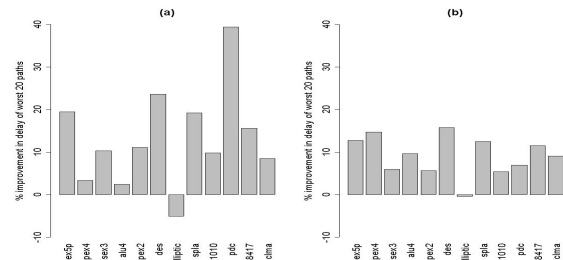 (a)
% improvement in delay of worst 20 paths
40
30
20
10
0
-10
ex5p
pex4
sex3
alu4
pex2
des
lliptic
spla
1010
pdc
8417
clma
(b)
% improvement in delay of worst 20 paths
40
30
20
10
0
-10
ex5p
pex4
sex3
alu4
pex2
des
lliptic
spla
1010
pdc
8417
clma